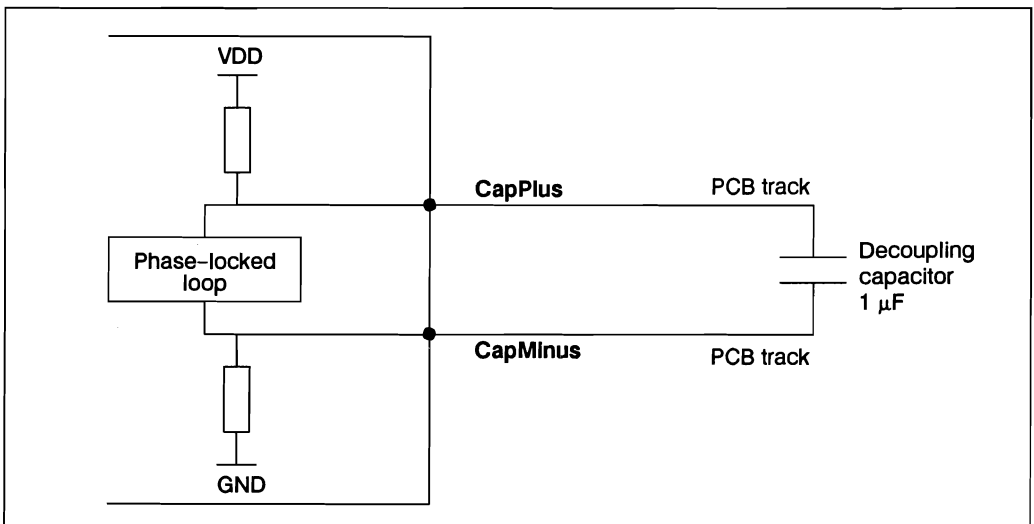 VDD
CapPlus
PCB track
Phase–locked
loop
Decoupling
capacitor
1 µF
CapMinus
PCB track
GND